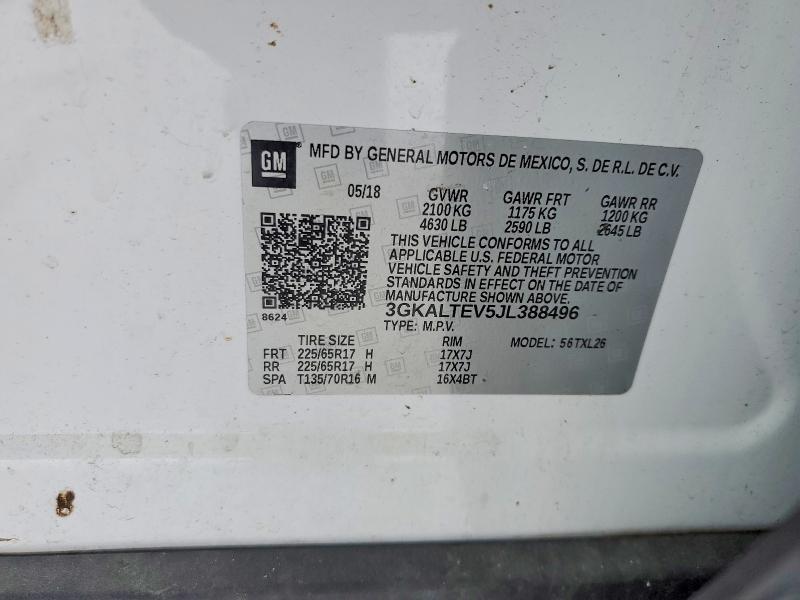 GM MFD BY GENERAL MOTORS DE MEXICO, S. DE R.L. DE C.V.
05/18 GVWR GAWR FRT GAWR RR
2100 KG 1175 KG 1200 KG
4630 LB 2590 LB 2645 LB
THIS VEHICLE CONFORMS TO ALL
APPLICABLE U.S. FEDERAL MOTOR
VEHICLE SAFETY AND THEFT PREVENTION
STANDARDS IN EFFECT ON THE DATE OF
MANUFACTURE SHOWN ABOVE.
8624 3GKALTEV5JL388496
TYPE: M.P.V. MODEL: 56TXL26
TIRE SIZE RIM
FRT 225/65R17 H 17X7J
RR 225/65R17 H 17X7J
SPA T135/70R16 M 16X4BT